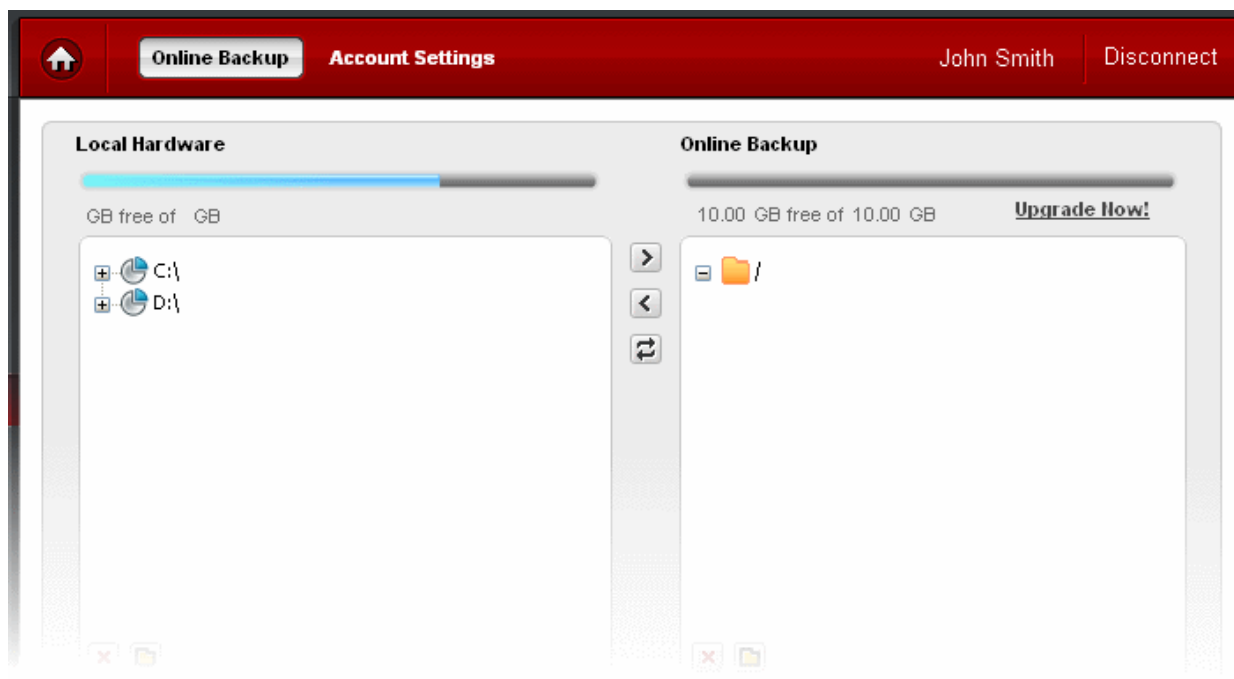 Online Backup Account Settings John Smith Disconnect
Local Hardware
GB free of GB
C:\
D:\
Online Backup
10.00 GB free of 10.00 GB Upgrade Now!
/